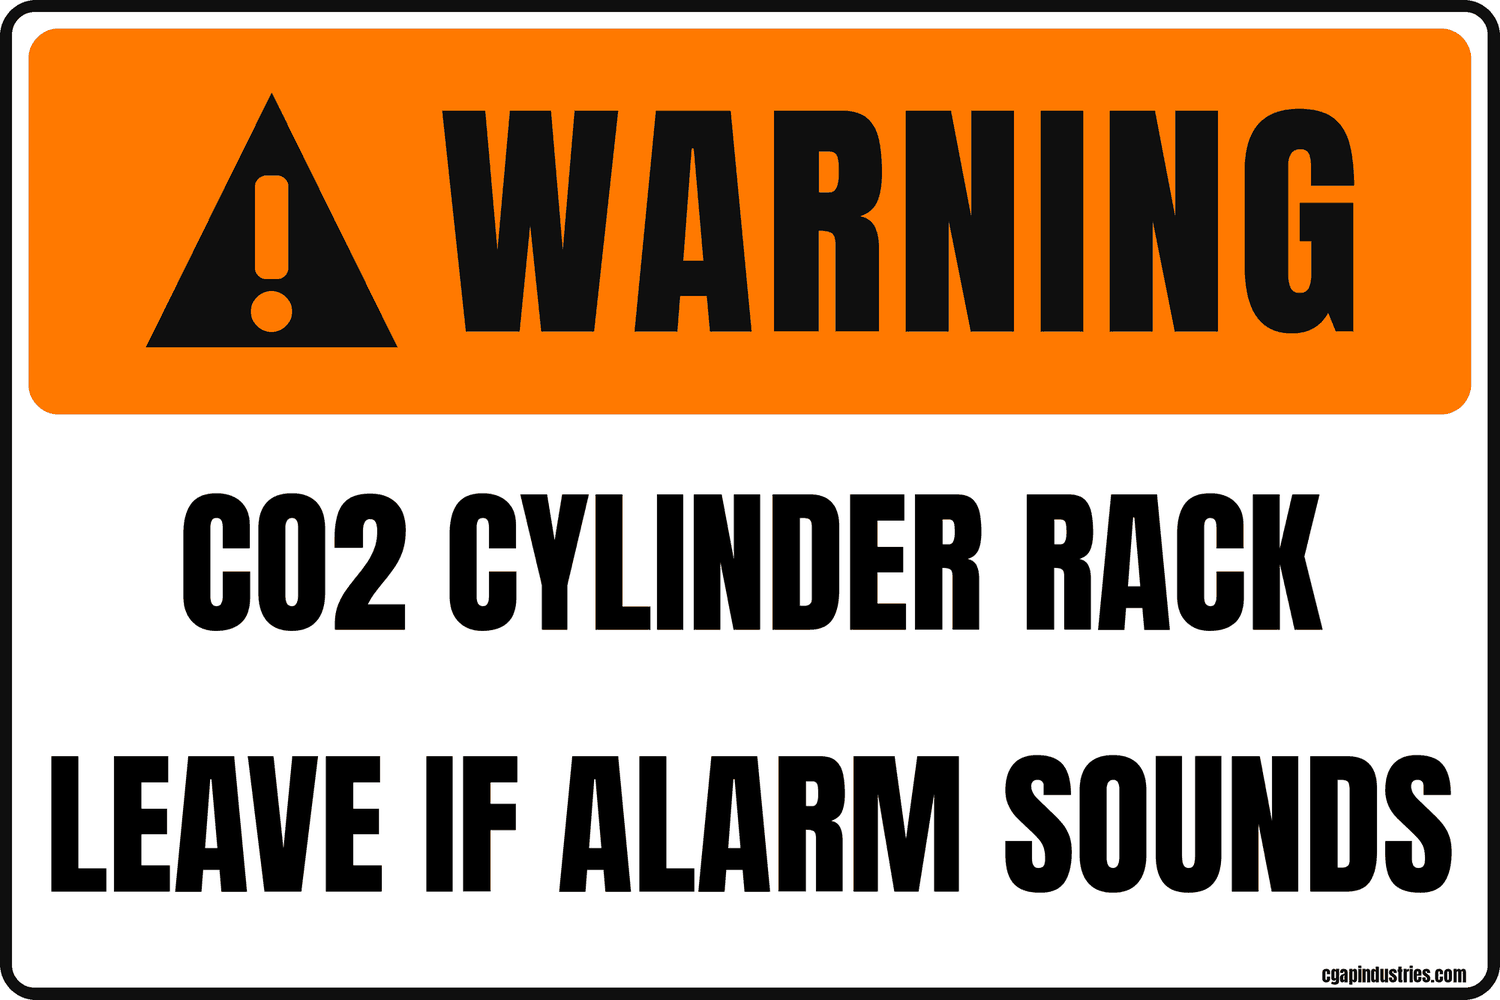 WARNING
CO2 CYLINDER RACK
LEAVE IF ALARM SOUNDS
cgapindustries.com